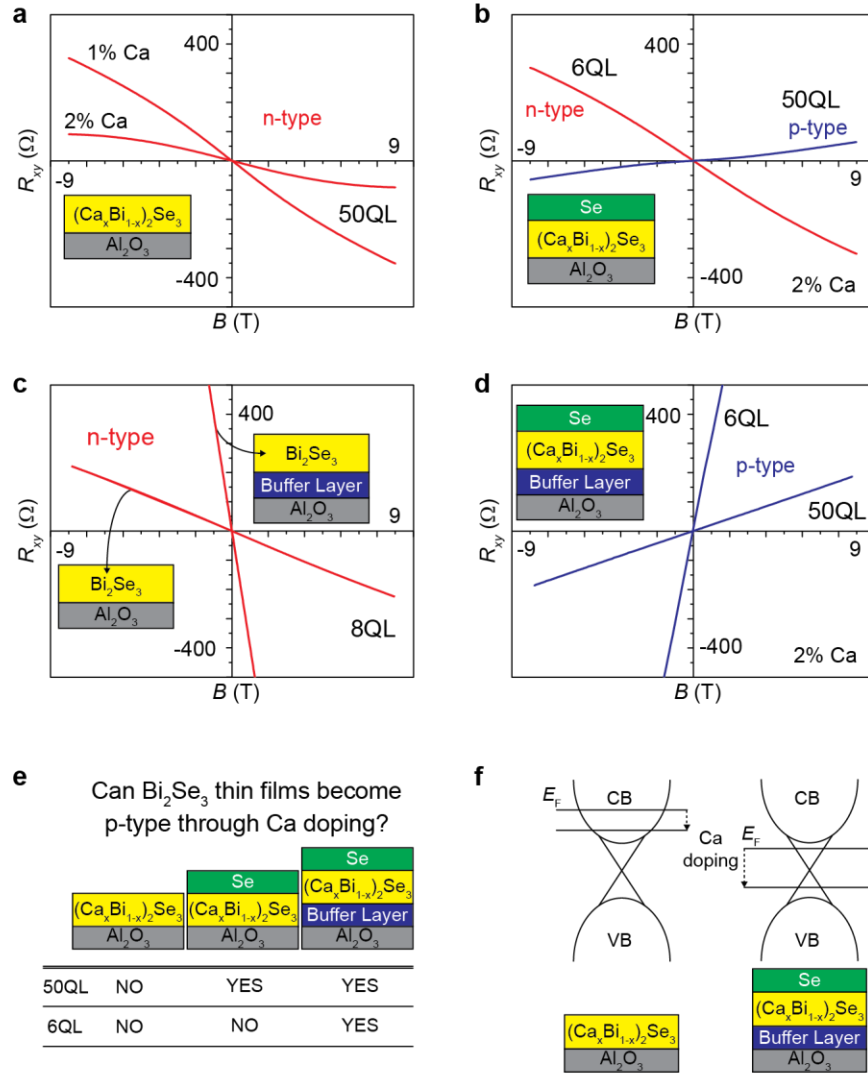 a
1% Ca
2% Ca
400
n-type
9
-9
50QL
-400
(CaₓBi₁₋ₓ)₂Se₃
Al₂O₃
Rxy (Ω)
B (T)
b
6QL
n-type
400
50QL
p-type
-9
9
Se
(CaₓBi₁₋ₓ)₂Se₃
Al₂O₃
-400
2% Ca
Rxy (Ω)
B (T)
c
n-type
400
Bi₂Se₃
Buffer Layer
Al₂O₃
9
-9
Bi₂Se₃
Al₂O₃
8QL
-400
Rxy (Ω)
B (T)
d
Se
(CaₓBi₁₋ₓ)₂Se₃
Buffer Layer
Al₂O₃
400
6QL
p-type
50QL
-9
9
-400
2% Ca
Rxy (Ω)
B (T)
e
Can Bi₂Se₃ thin films become
p-type through Ca doping?
(CaₓBi₁₋ₓ)₂Se₃
Al₂O₃
Se
(CaₓBi₁₋ₓ)₂Se₃
Al₂O₃
Se
(CaₓBi₁₋ₓ)₂Se₃
Buffer Layer
Al₂O₃
50QL NO YES YES
6QL NO NO YES
f
EF
CB
VB
Ca
doping
EF
CB
VB
(CaₓBi₁₋ₓ)₂Se₃
Al₂O₃
Se
(CaₓBi₁₋ₓ)₂Se₃
Buffer Layer
Al₂O₃